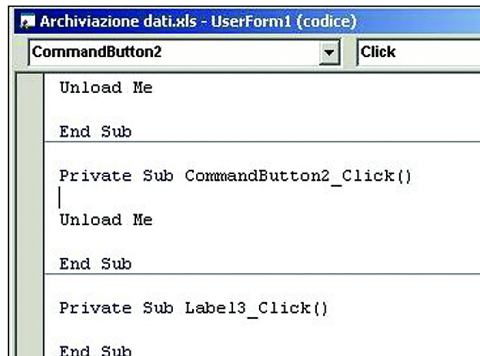 Archiviazione dati.xls - UserForm1 (codice)
CommandButton2 Click
Unload Me
End Sub
Private Sub CommandButton2_Click()
Unload Me
End Sub
Private Sub Label3_Click()
End Sub